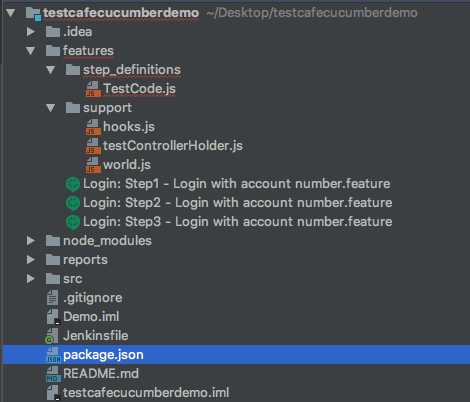 testcafecucumberdemo ~/Desktop/testcafecucumberdemo
.idea
features
step_definitions
TestCode.js
support
hooks.js
testControllerHolder.js
world.js
Login: Step1 - Login with account number.feature
Login: Step2 - Login with account number.feature
Login: Step3 - Login with account number.feature
node_modules
reports
src
.gitignore
Demo.iml
Jenkinsfile
package.json
README.md
testcafecucumberdemo.iml